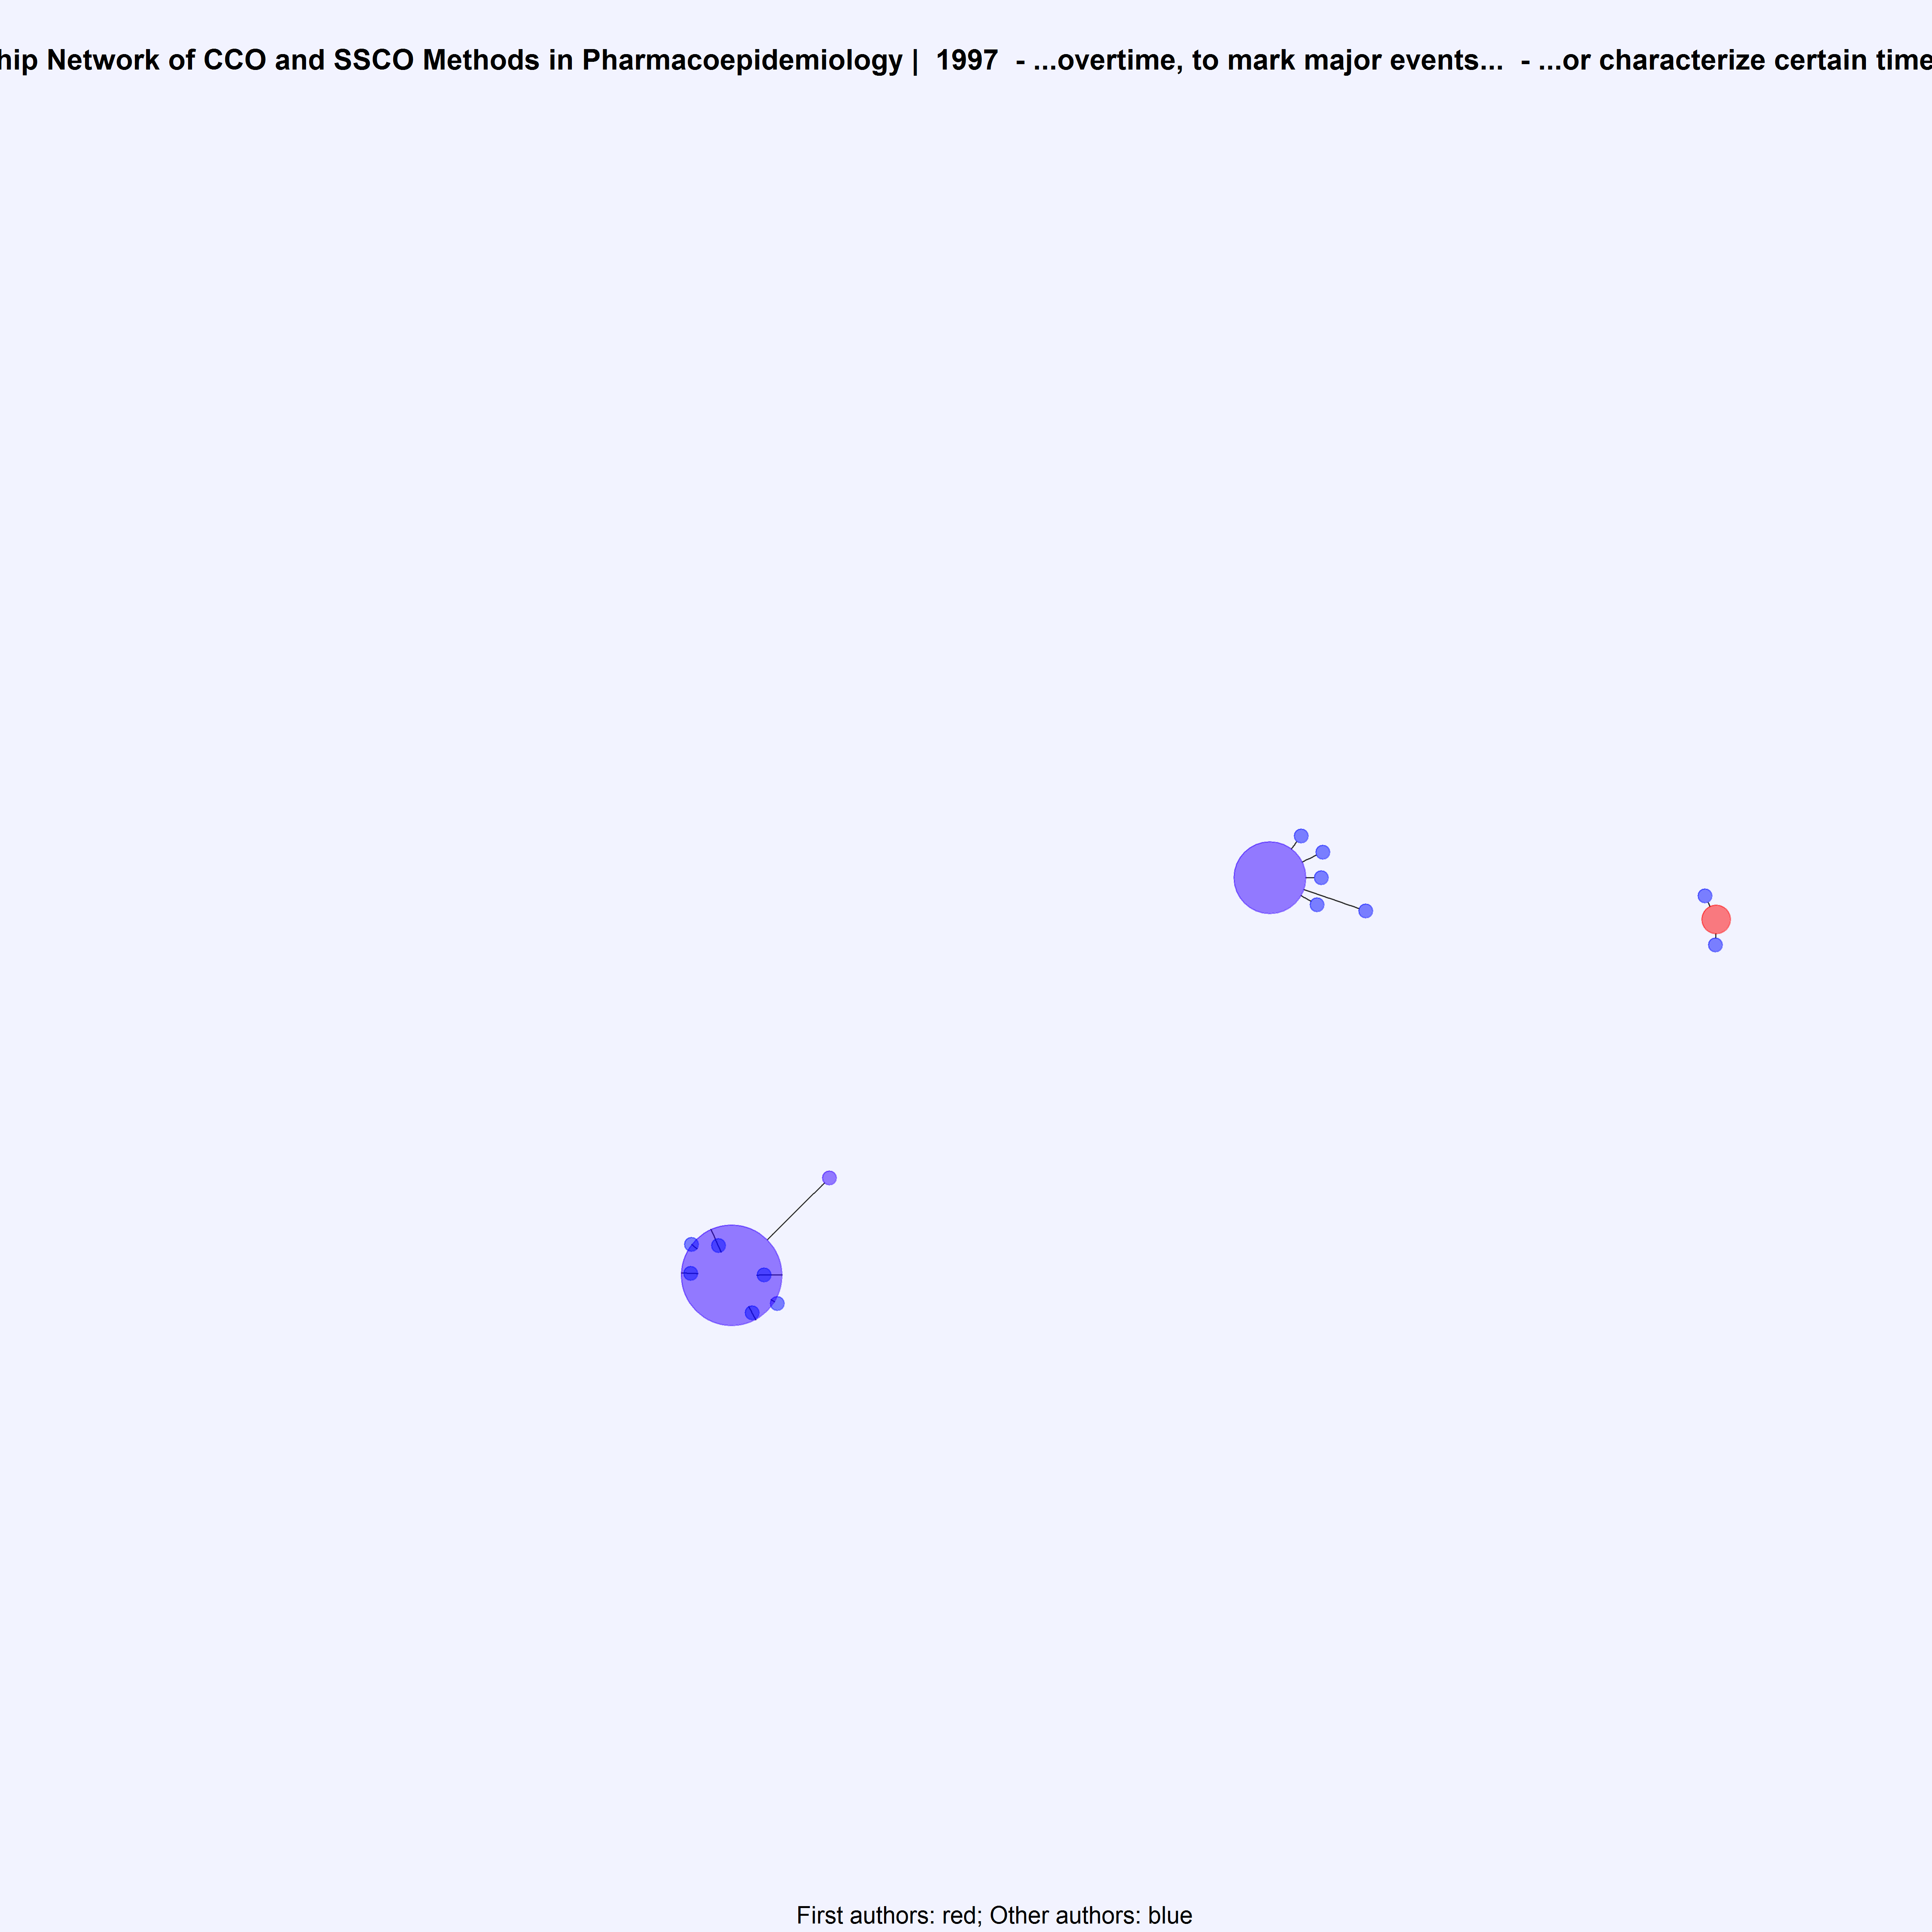 hip Network of CCO and SSCO Methods in Pharmacoepidemiology | 1997 - ...overtime, to mark major events... - ...or characterize certain time
First authors: red; Other authors: blue